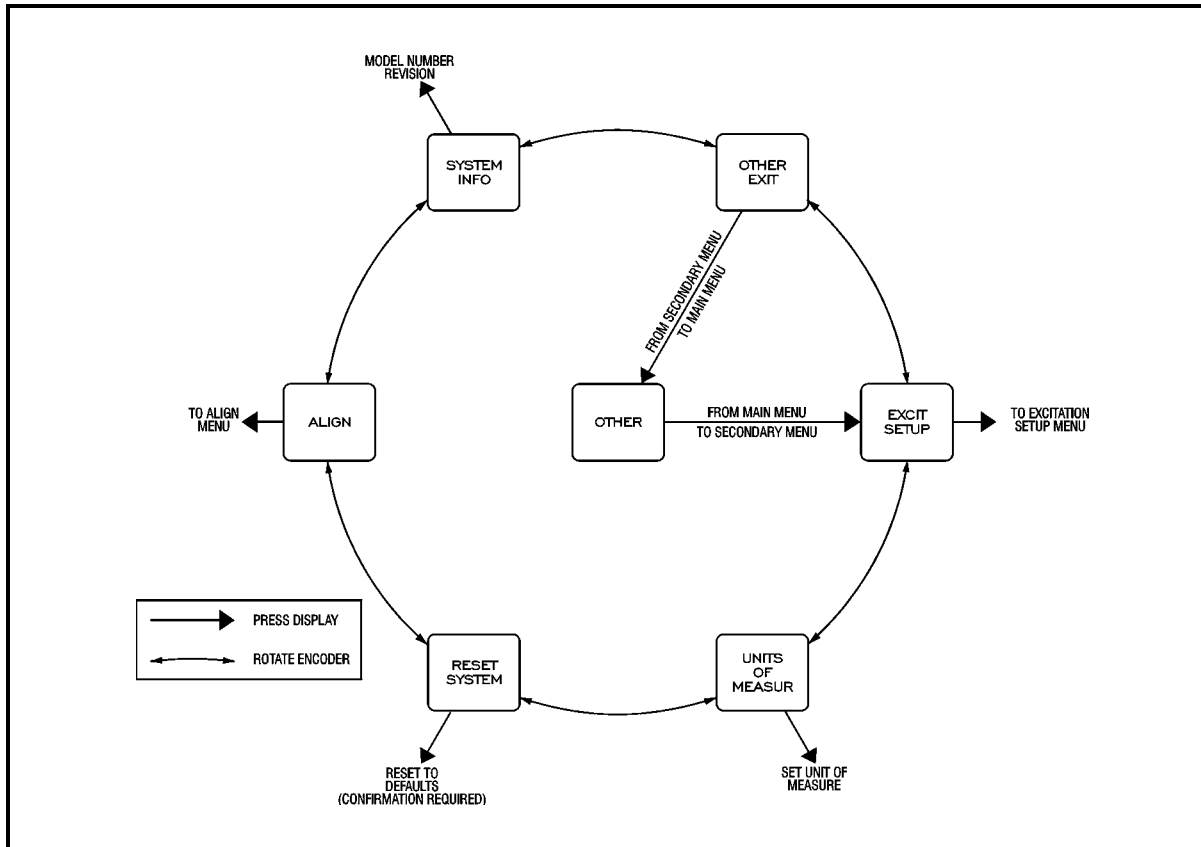 MODEL NUMBER
REVISION
SYSTEM
INFO
OTHER
EXIT
FROM SECONDARY MENU
TO MAIN MENU
TO ALIGN
MENU
ALIGN
OTHER
FROM MAIN MENU
TO SECONDARY MENU
EXCIT
SETUP
TO EXCITATION
SETUP MENU
PRESS DISPLAY
ROTATE ENCODER
RESET
SYSTEM
UNITS
OF
MEASUR
RESET TO
DEFAULTS
(CONFIRMATION REQUIRED)
SET UNIT OF
MEASURE